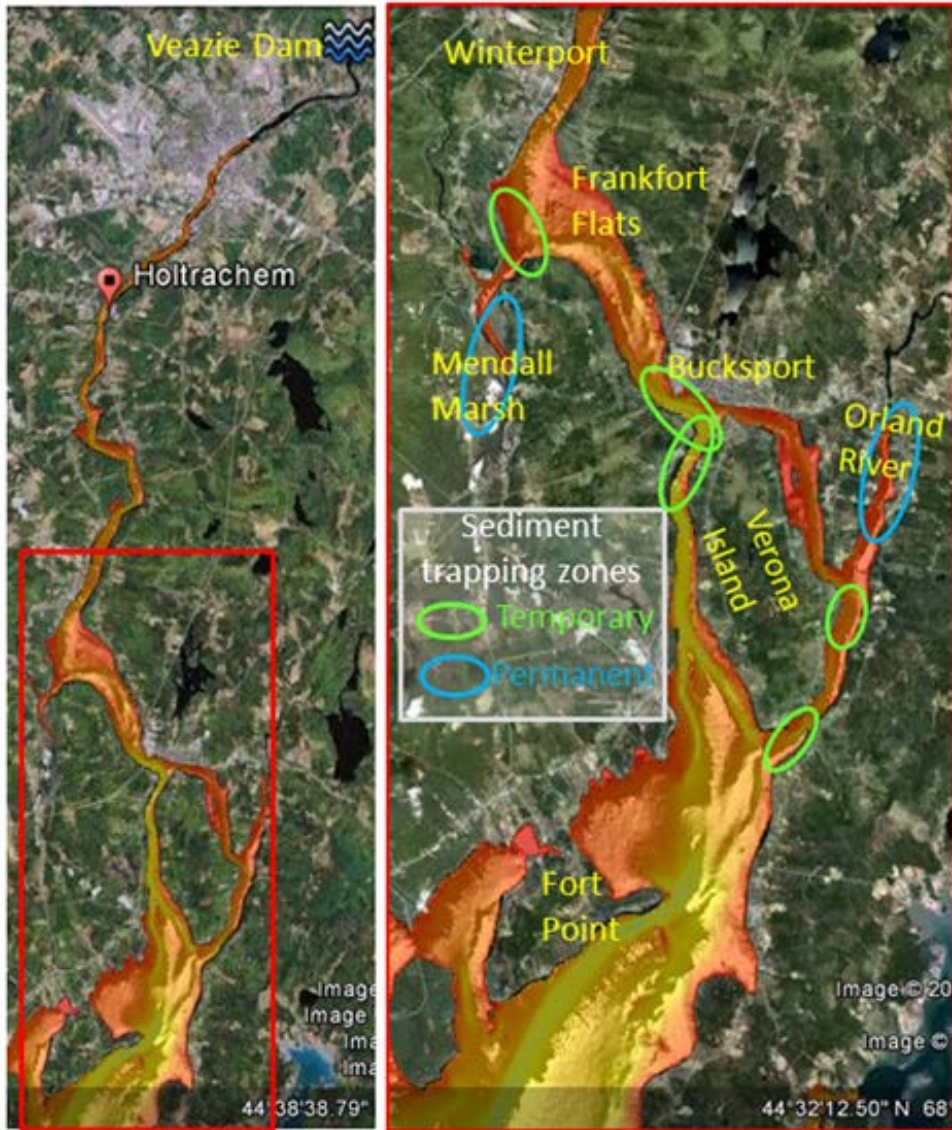 Veazie Dam
Holtrachem
Image
Image
Ima
Ima
44°38'38.79"
Winterport
Frankfort
Flats
Mendall
Marsh
Bucksport
Orland
River
Verona
Island
Sediment
trapping zones
Temporary
Permanent
Fort
Point
Image © 20
Image ©
44°32'12.50" N 68°